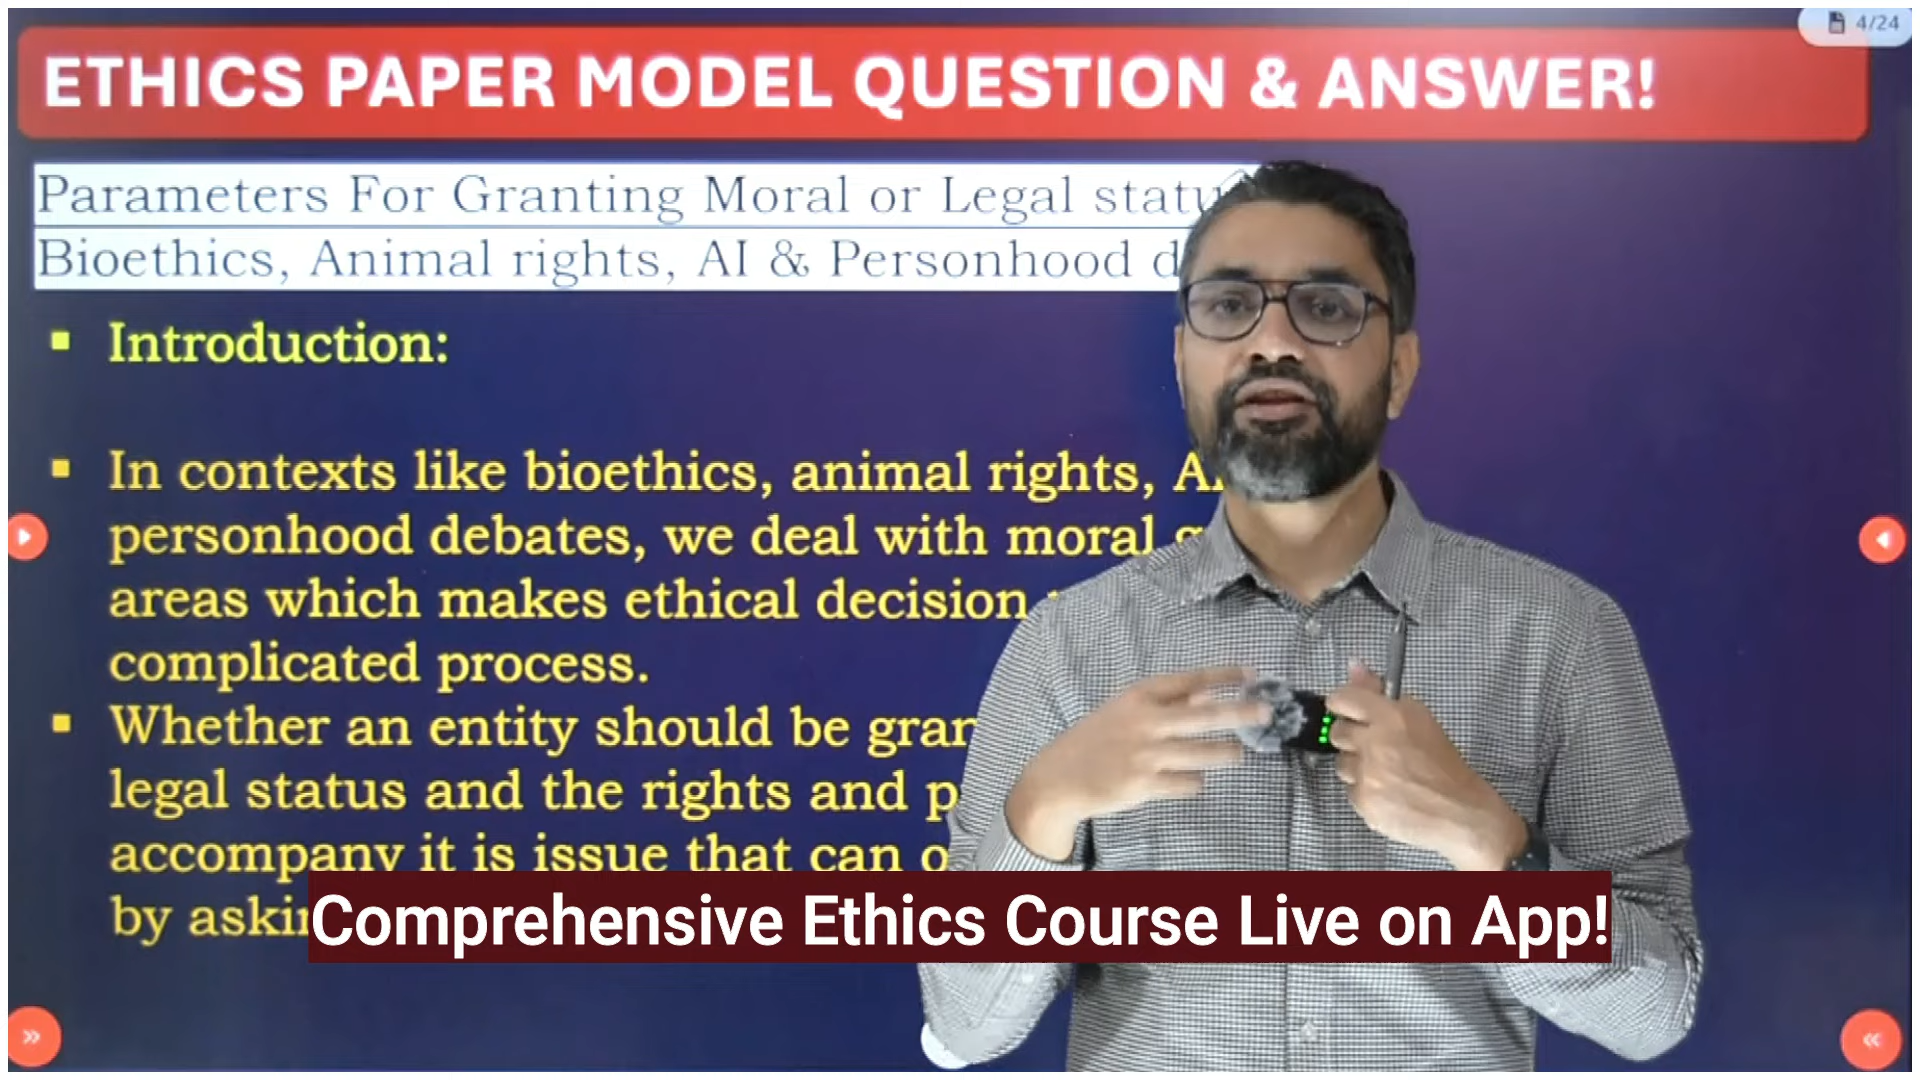 4/24
ETHICS PAPER MODEL QUESTION & ANSWER!
Parameters For Granting Moral or Legal
Bioethics, Animal rights, AI & Personhood
Introduction:
In contexts like bioethics, animal rights,
personhood debates, we deal with moral
areas which makes ethical decision
complicated process.
Whether an entity should be
legal status and the rights and
accompany it is issue that can
by
Comprehensive Ethics Course Live on App!